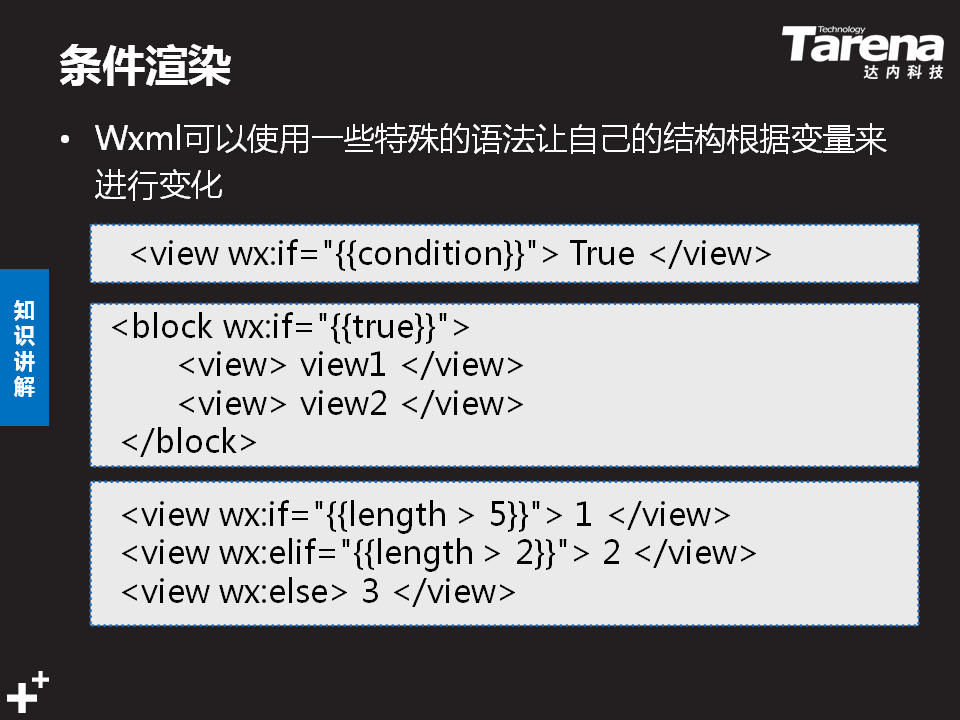 条件渲染
Technology
Tarena
达内科技
• Wxml可以使用一些特殊的语法让自己的结构根据变量来
进行变化
<view wx:if="{{condition}}"> True </view>
知识讲解
<block wx:if="{{true}}">
<view> view1 </view>
<view> view2 </view>
</block>
<view wx:if="{{length > 5}}"> 1 </view>
<view wx:elif="{{length > 2}}"> 2 </view>
<view wx:else> 3 </view>